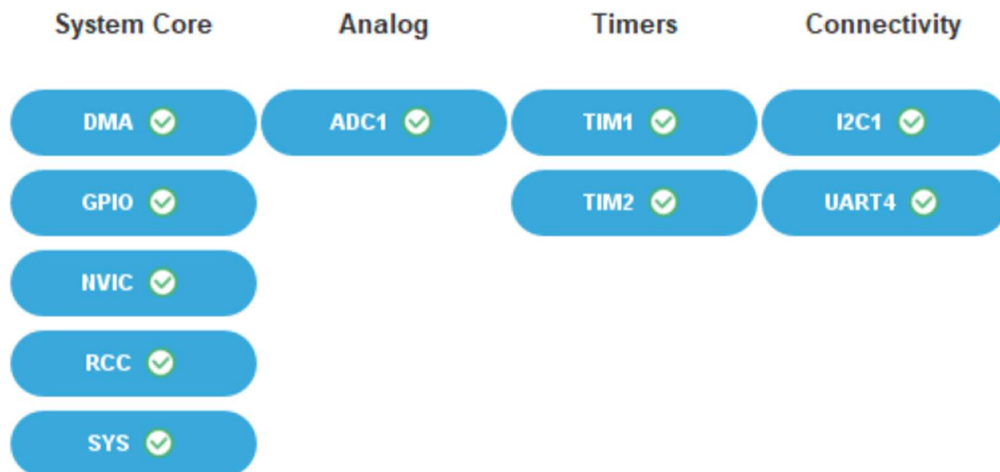 System Core Analog Timers Connectivity
DMA ADC1 TIM1 I2C1
GPIO TIM2 UART4
NVIC
RCC
SYS